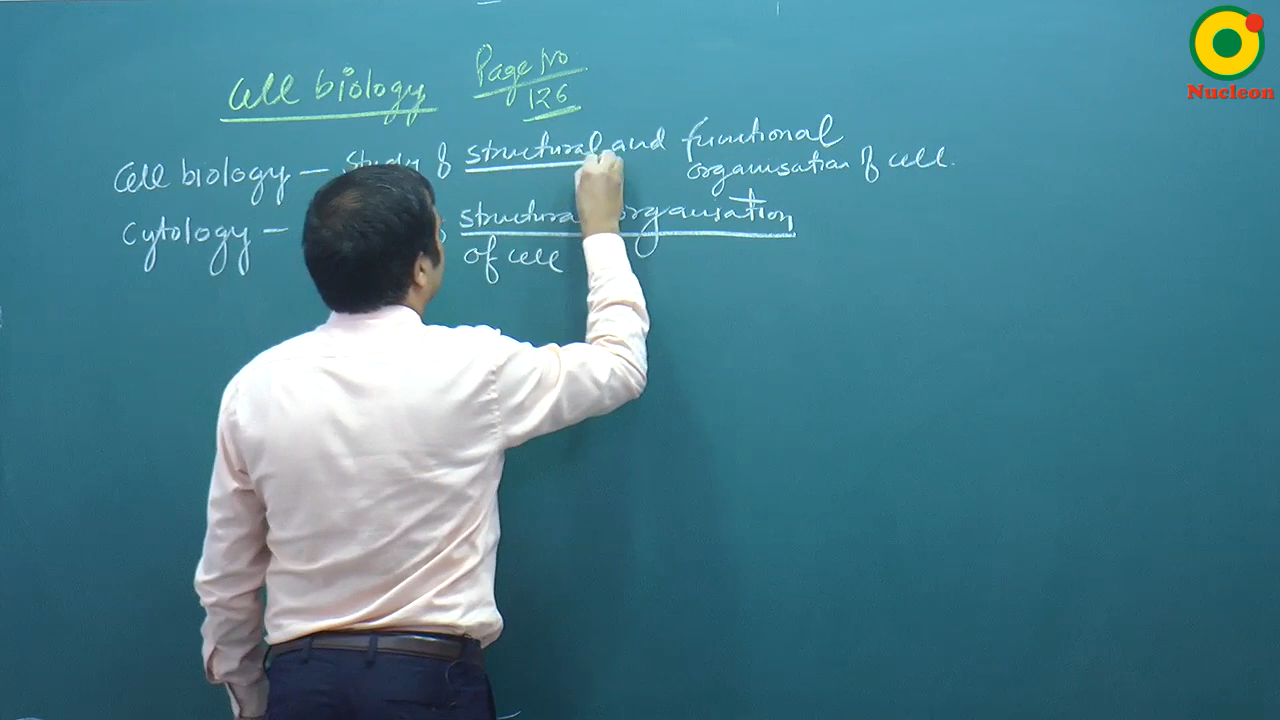 Cell biology Page No
126
Cell biology — Study of structural and functional
organisation of cell.
Cytology — structural organisation
of cell
Nucleon